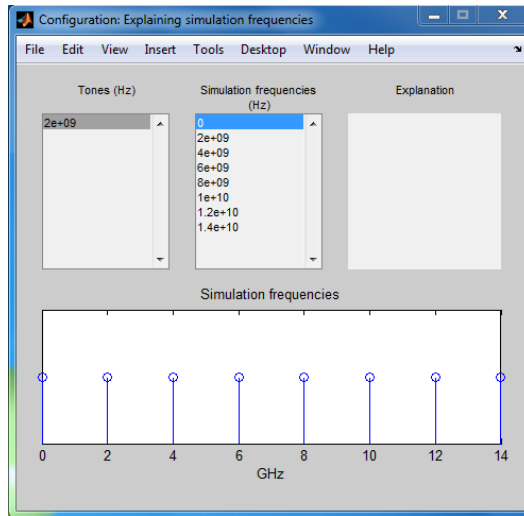 Configuration: Explaining simulation frequencies
File Edit View Insert Tools Desktop Window Help
Tones (Hz)
Simulation frequencies
(Hz)
Explanation
2e+09
0
2e+09
4e+09
6e+09
8e+09
1e+10
1.2e+10
1.4e+10
Simulation frequencies
0 2 4 6 8 10 12 14
GHz